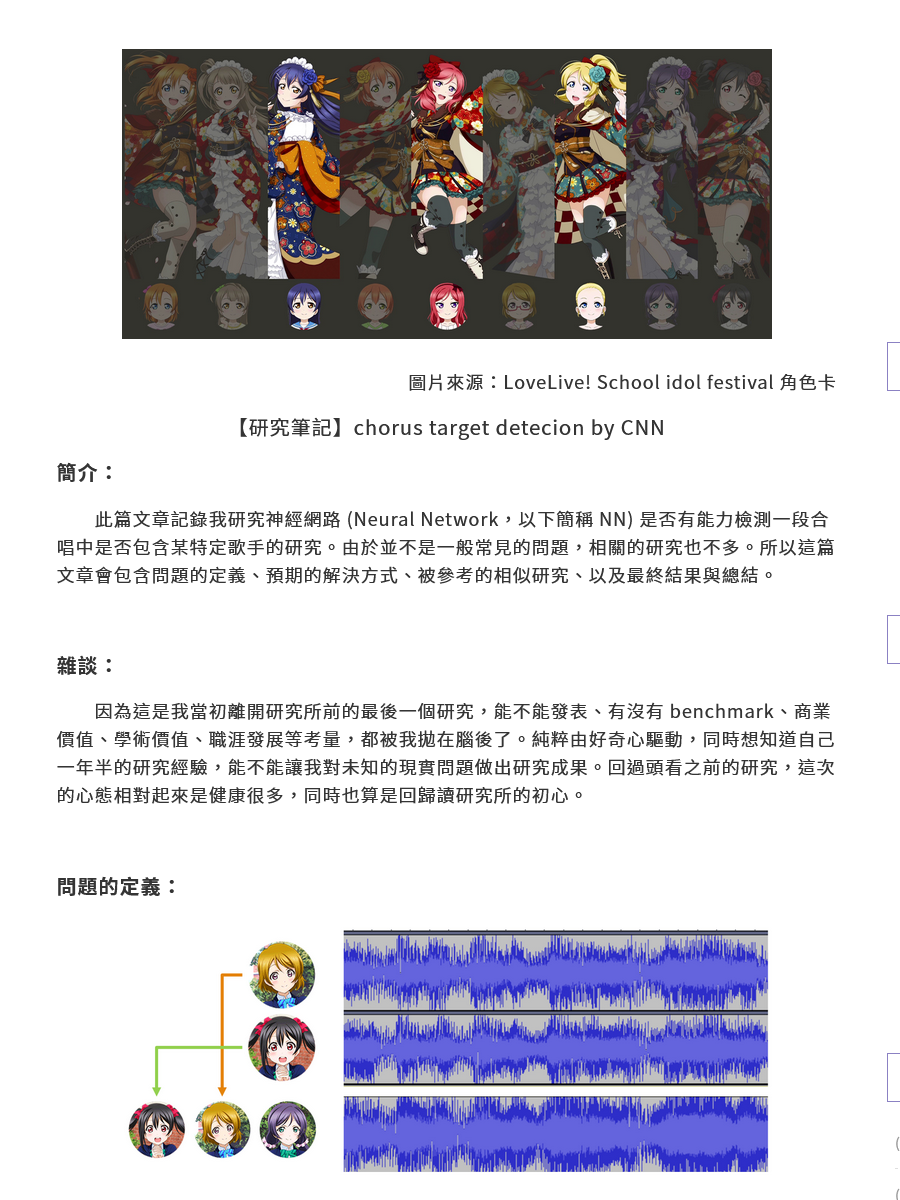 圖片來源：LoveLive! School idol festival 角色卡
【研究筆記】chorus target detecion by CNN
簡介：
此篇文章記錄我研究神經網路 (Neural Network，以下簡稱 NN) 是否有能力檢測一段合
唱中是否包含某特定歌手的研究。由於並不是一般常見的問題，相關的研究也不多。所以這篇
文章會包含問題的定義、預期的解決方式、被參考的相似研究、以及最終結果與總結。
雜談：
因為這是我當初離開研究所前的最後一個研究，能不能發表、有沒有 benchmark、商業
價值、學術價值、職涯發展等考量，都被我拋在腦後了。純粹由好奇心驅動，同時想知道自己
一年半的研究經驗，能不能讓我對未知的現實問題做出研究成果。回過頭看之前的研究，這次
的心態相對起來是健康很多，同時也算是回歸讀研究所的初心。
問題的定義：